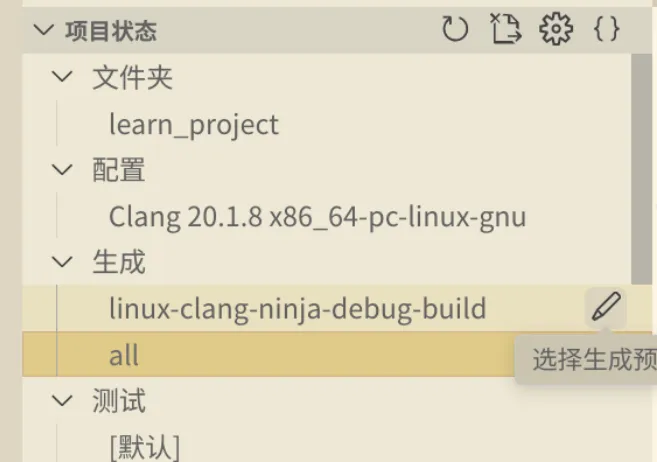 项目状态
文件夹
learn_project
配置
Clang 20.1.8 x86_64-pc-linux-gnu
生成
linux-clang-ninja-debug-build
all
选择生成预
测试
[默认]